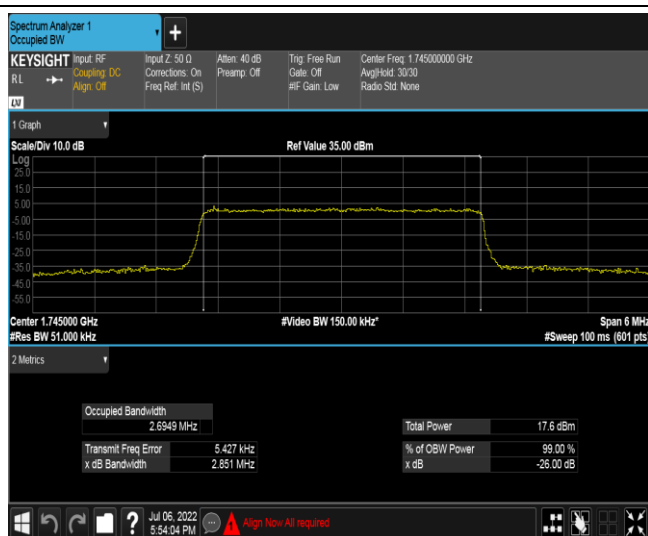 Spectrum Analyzer 1
Occupied BW
+
KEYSIGHT
RL
LXI
Input: RF
Coupling: DC
Align: Off
Input Z: 50 Ω
Corrections: On
Freq Ref: Int (S)
Atten: 40 dB
Preamp: Off
Trig: Free Run
Gate: Off
#IF Gain: Low
Center Freq: 1.745000000 GHz
Avg|Hold: 30/30
Radio Std: None
1 Graph
Scale/Div 10.0 dB
Ref Value 35.00 dBm
Log
25.0
15.0
5.00
-5.00
-15.0
-25.0
-35.0
-45.0
-55.0
Center 1.745000 GHz
#Video BW 150.00 kHz*
Span 6 MHz
#Res BW 51.000 kHz
#Sweep 100 ms (601 pts)
2 Metrics
Occupied Bandwidth
2.6949 MHz
Total Power 17.6 dBm
Transmit Freq Error 5.427 kHz
% of OBW Power 99.00 %
x dB Bandwidth 2.851 MHz
x dB -26.00 dB
?
Jul 06, 2022
5:54:04 PM
Align Now All required